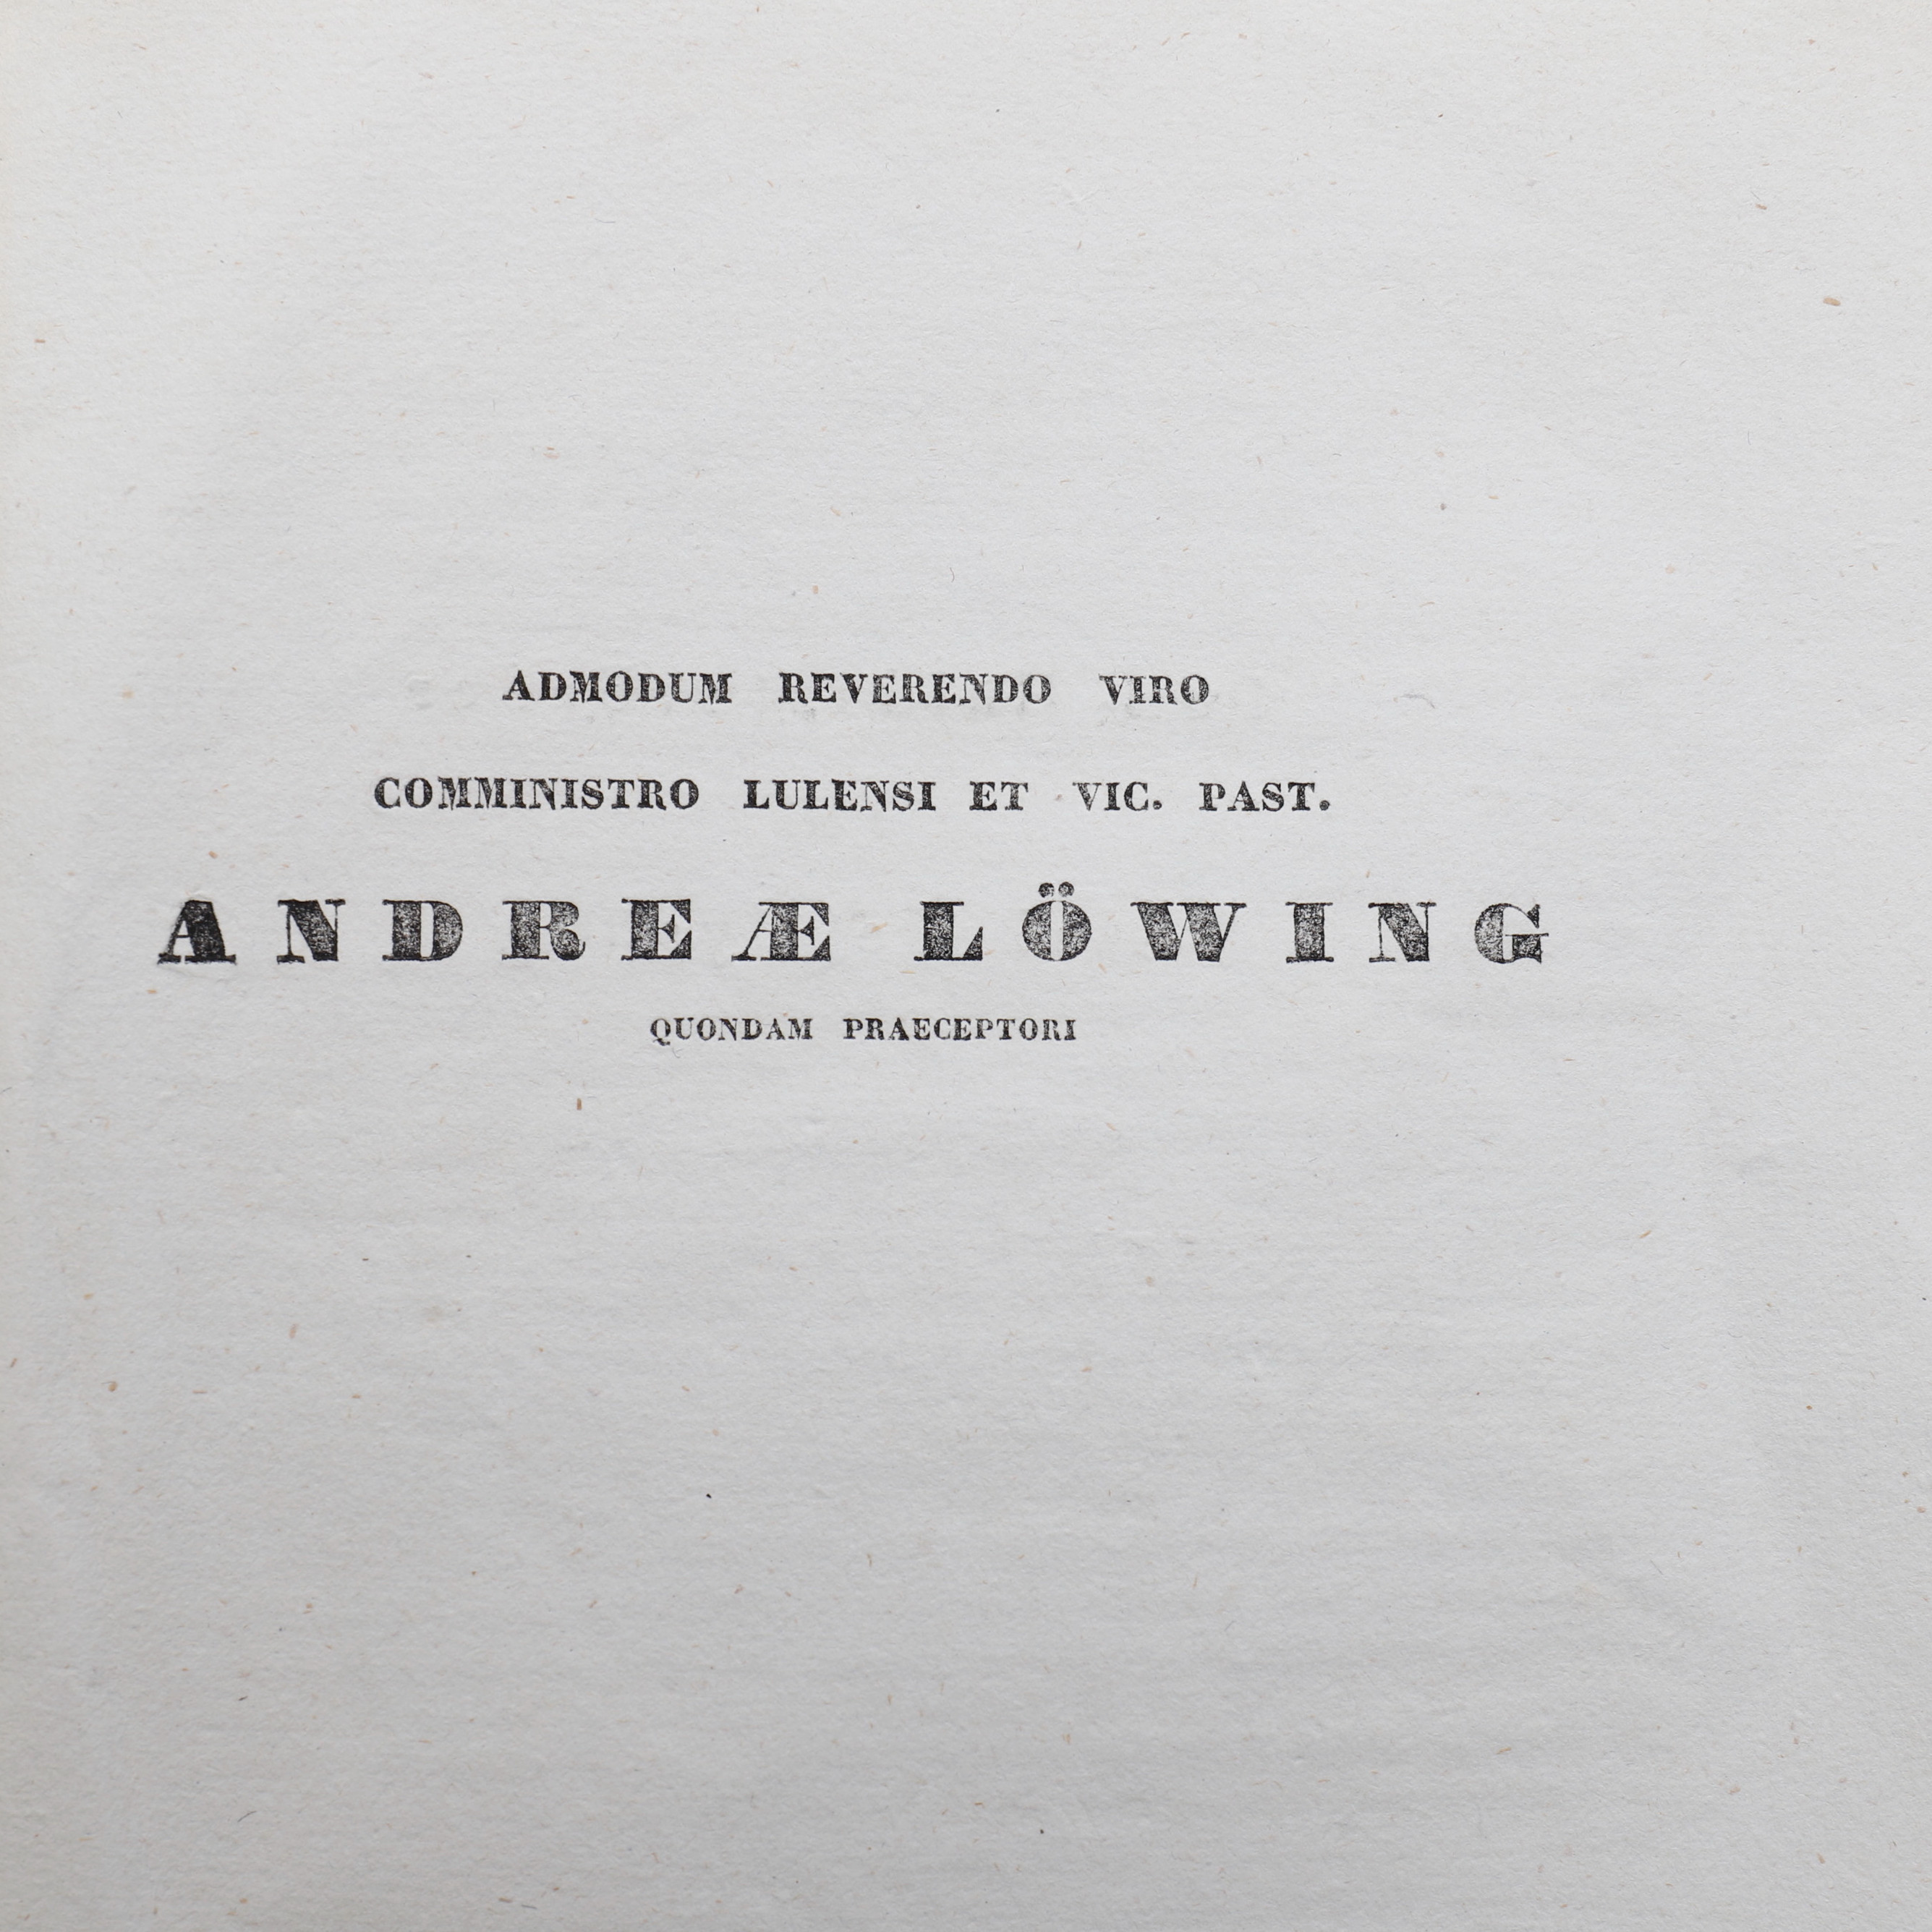 ADMODUM REVERENDO VIRO
COMMINISTRO LULENSI ET VIC. PAST.
ANDREÆ LÖWING
QUONDAM PRAECEPTORI